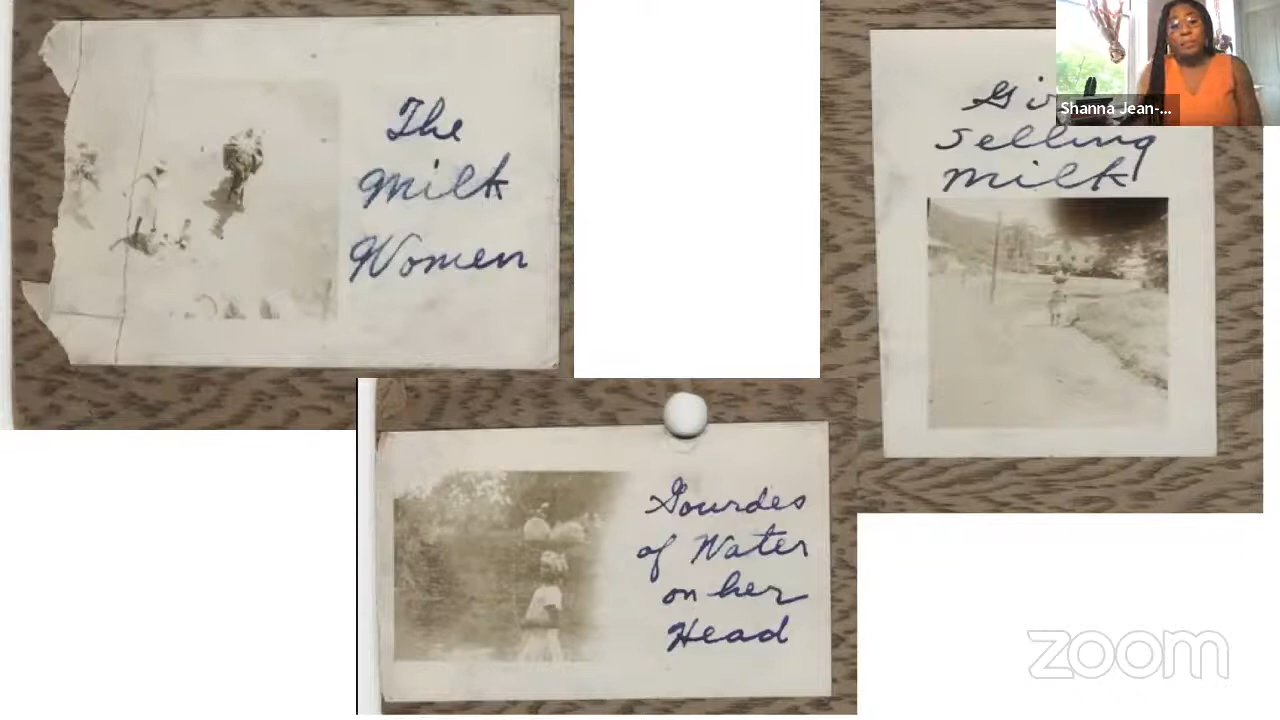 The
Milk
Women
Selling
Milk
Gourdes
of Water
on her
Head
Shanna Jean-...
zoom